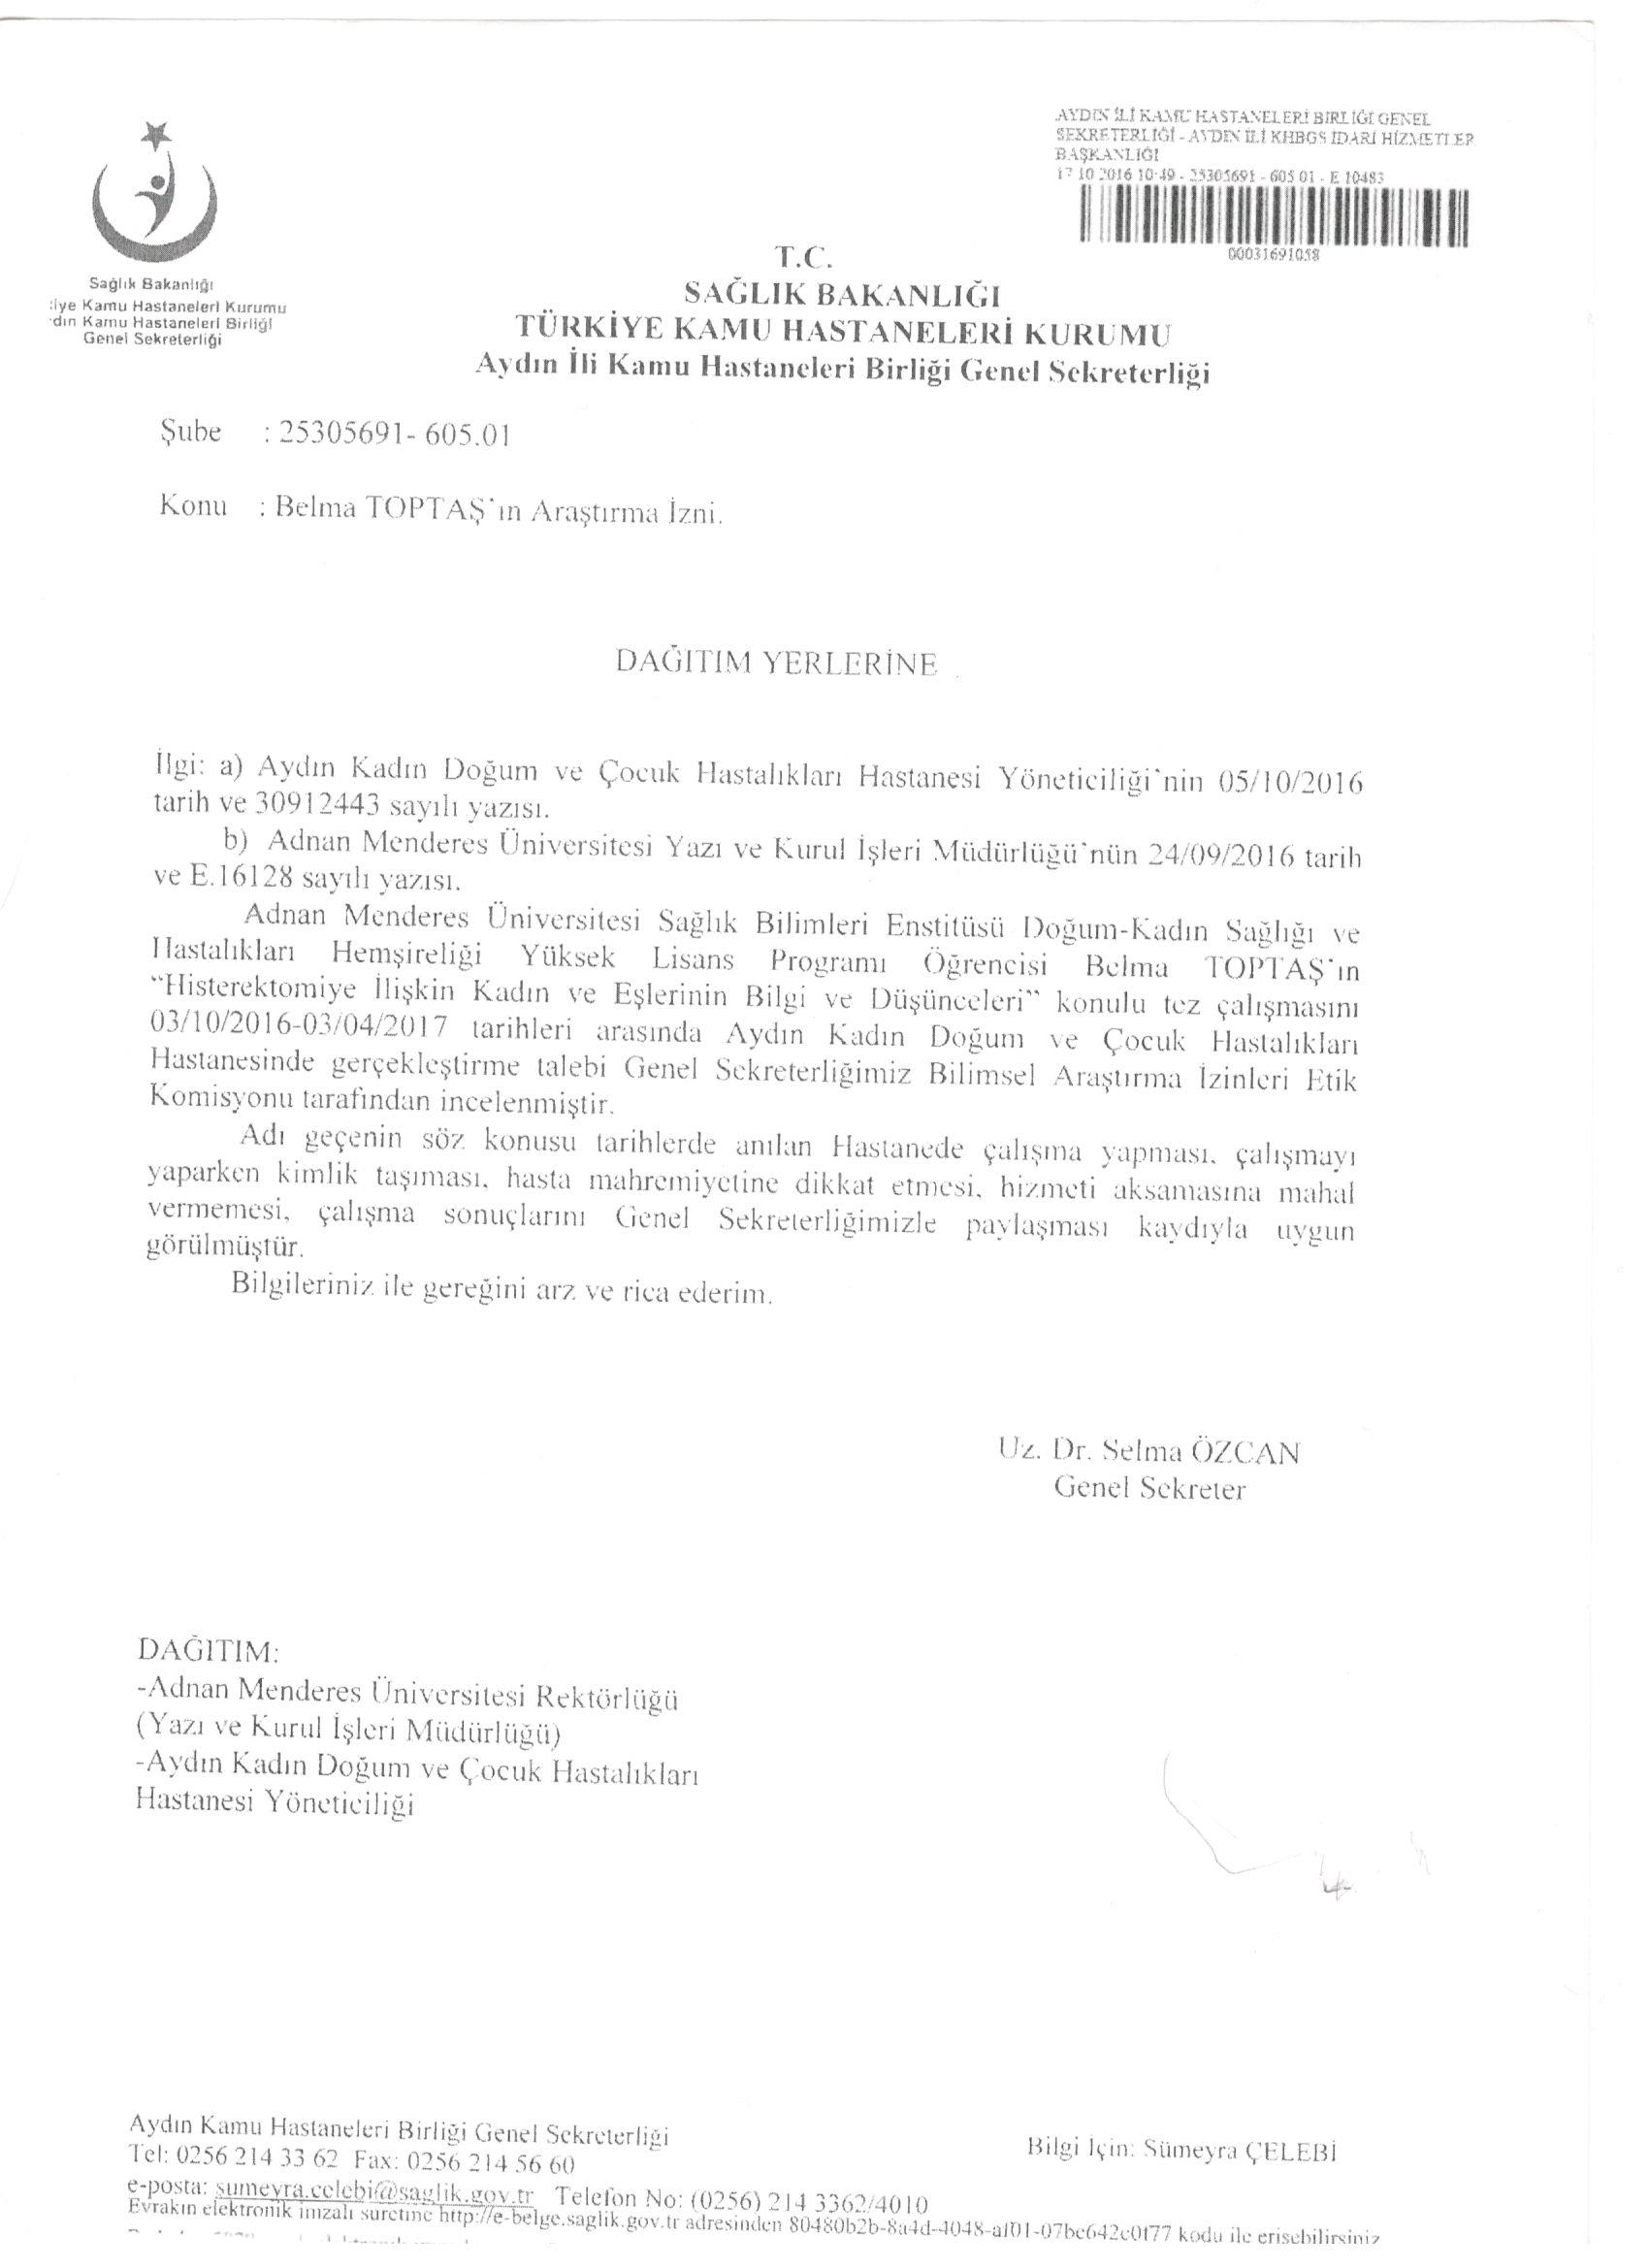 AYDIN İLİ KAMU HASTANELERİ BİRLİĞİ GENEL
SEKRETERLİĞİ - AYDIN İLİ KHBGS İDARİ HİZMETLER
BAŞKANLIĞI
17 10 2016 10:49 - 25305691 - 605 01 - E 10483
00031691058
Sağlık Bakanlığı
iye Kamu Hastaneleri Kurumu
dın Kamu Hastaneleri Birliği
Genel Sekreterliği
T.C.
SAĞLIK BAKANLIĞI
TÜRKİYE KAMU HASTANELERİ KURUMU
Aydın İli Kamu Hastaneleri Birliği Genel Sekreterliği
Şube : 25305691- 605.01
Konu : Belma TOPTAŞ'ın Araştırma İzni.
DAĞITIM YERLERİNE
İlgi: a) Aydın Kadın Doğum ve Çocuk Hastalıkları Hastanesi Yöneticiliği'nin 05/10/2016
tarih ve 30912443 sayılı yazısı.
b) Adnan Menderes Üniversitesi Yazı ve Kurul İşleri Müdürlüğü'nün 24/09/2016 tarih
ve E.16128 sayılı yazısı.
Adnan Menderes Üniversitesi Sağlık Bilimleri Enstitüsü Doğum-Kadın Sağlığı ve
Hastalıkları Hemşireliği Yüksek Lisans Programı Öğrencisi Belma TOPTAŞ'ın
“Histerektomiye İlişkin Kadın ve Eşlerinin Bilgi ve Düşünceleri” konulu tez çalışmasını
03/10/2016-03/04/2017 tarihleri arasında Aydın Kadın Doğum ve Çocuk Hastalıkları
Hastanesinde gerçekleştirme talebi Genel Sekreterliğimiz Bilimsel Araştırma İzinleri Etik
Komisyonu tarafından incelenmiştir.
Adı geçenin söz konusu tarihlerde anılan Hastanede çalışma yapması, çalışmayı
yaparken kimlik taşıması, hasta mahremiyetine dikkat etmesi, hizmeti aksamasına mahal
vermemesi, çalışma sonuçlarını Genel Sekreterliğimizle paylaşması kaydıyla uygun
görülmüştür.
Bilgileriniz ile gereğini arz ve rica ederim.
Uz. Dr. Selma ÖZCAN
Genel Sekreter
DAĞITIM:
-Adnan Menderes Üniversitesi Rektörlüğü
(Yazı ve Kurul İşleri Müdürlüğü)
-Aydın Kadın Doğum ve Çocuk Hastalıkları
Hastanesi Yöneticiliği
Aydın Kamu Hastaneleri Birliği Genel Sekreterliği
Tel: 0256 214 33 62 Fax: 0256 214 56 60
Bilgi İçin: Sümeyra ÇELEBİ
e-posta: sumeyra.celebi@saglik.gov.tr Telefon No: (0256) 214 3362/4010
Evrakın elektronik imzalı suretine http://e-belge.saglik.gov.tr adresinden 80480b2b-8a4d-4048-af01-07be642c0f77 kodu ile erişebilirsiniz